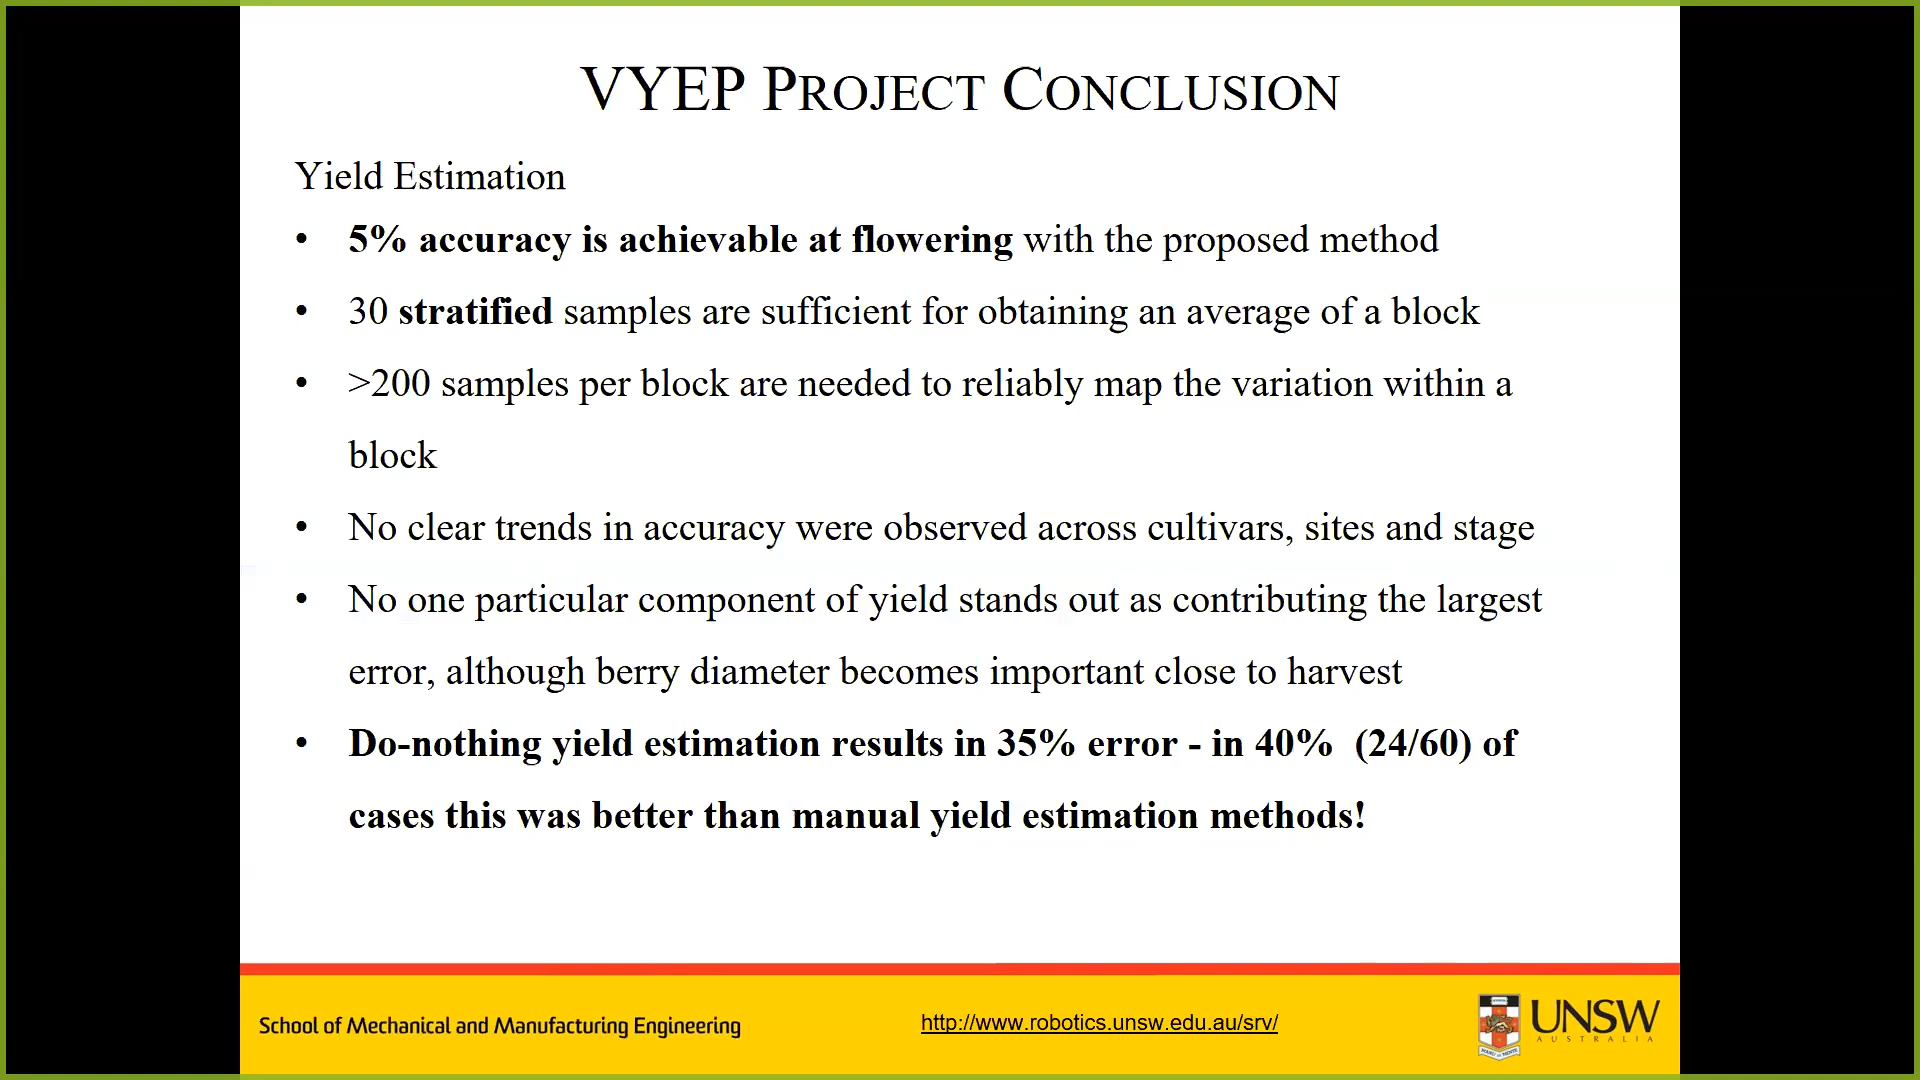 VYEP PROJECT CONCLUSION
Yield Estimation
• 5% accuracy is achievable at flowering with the proposed method
• 30 stratified samples are sufficient for obtaining an average of a block
• >200 samples per block are needed to reliably map the variation within a
block
• No clear trends in accuracy were observed across cultivars, sites and stage
• No one particular component of yield stands out as contributing the largest
error, although berry diameter becomes important close to harvest
• Do-nothing yield estimation results in 35% error - in 40% (24/60) of
cases this was better than manual yield estimation methods!
School of Mechanical and Manufacturing Engineering
http://www.robotics.unsw.edu.au/srv/
UNSW
AUSTRALIA